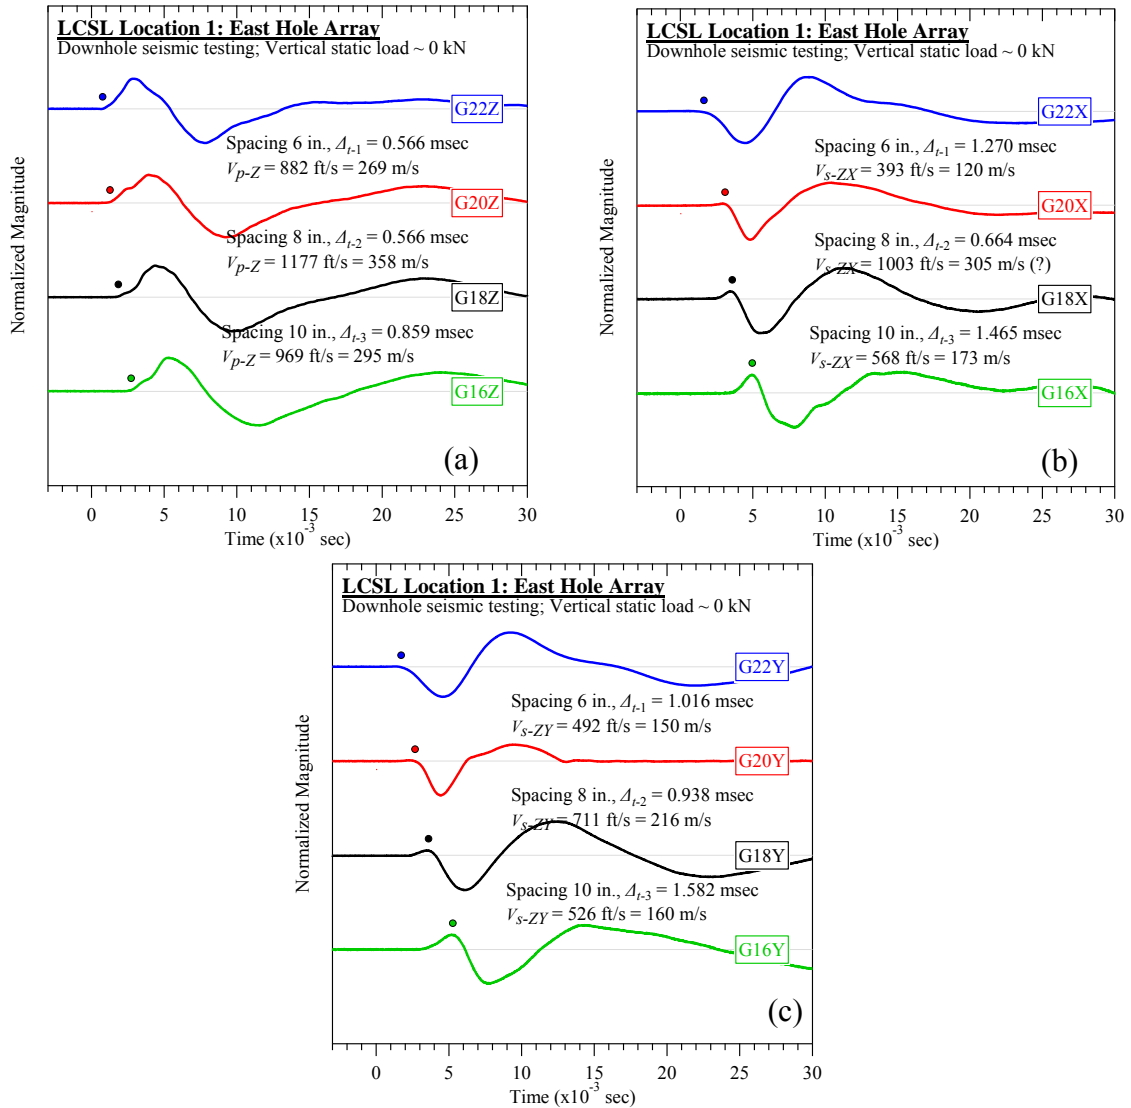 LCSL Location 1: East Hole Array
Downhole seismic testing; Vertical static load ~ 0 kN
G22Z
Spacing 6 in., Δt-1 = 0.566 msec
Vp-Z = 882 ft/s = 269 m/s
G20Z
Spacing 8 in., Δt-2 = 0.566 msec
Vp-Z = 1177 ft/s = 358 m/s
G18Z
Spacing 10 in., Δt-3 = 0.859 msec
Vp-Z = 969 ft/s = 295 m/s
G16Z
(a)
Normalized Magnitude
0 5 10 15 20 25 30
Time (x10-3 sec)
LCSL Location 1: East Hole Array
Downhole seismic testing; Vertical static load ~ 0 kN
G22X
Spacing 6 in., Δt-1 = 1.270 msec
Vs-ZX = 393 ft/s = 120 m/s
G20X
Spacing 8 in., Δt-2 = 0.664 msec
Vs-ZX = 1003 ft/s = 305 m/s (?)
G18X
Spacing 10 in., Δt-3 = 1.465 msec
Vs-ZX = 568 ft/s = 173 m/s
G16X
(b)
Normalized Magnitude
0 5 10 15 20 25 30
Time (x10-3 sec)
LCSL Location 1: East Hole Array
Downhole seismic testing; Vertical static load ~ 0 kN
G22Y
Spacing 6 in., Δt-1 = 1.016 msec
Vs-ZY = 492 ft/s = 150 m/s
G20Y
Spacing 8 in., Δt-2 = 0.938 msec
Vs-ZY = 711 ft/s = 216 m/s
G18Y
Spacing 10 in., Δt-3 = 1.582 msec
Vs-ZY = 526 ft/s = 160 m/s
G16Y
(c)
Normalized Magnitude
0 5 10 15 20 25 30
Time (x10-3 sec)